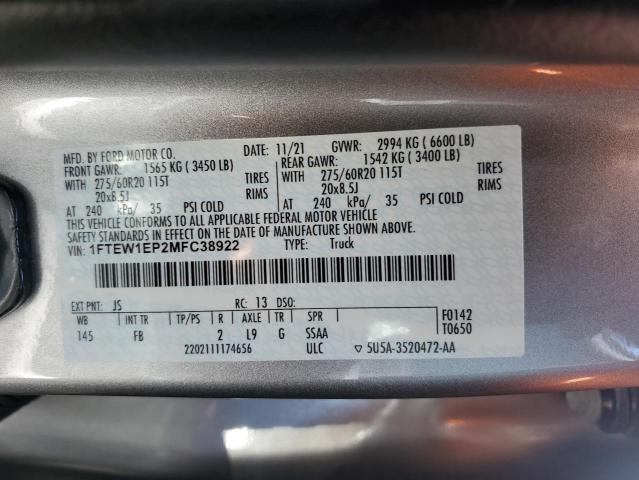 MFD. BY FORD MOTOR CO. 11/21 GVWR: 2994 KG ( 6600 LB)
FRONT GAWR: 1565 KG ( 3450 LB) REAR GAWR: 1542 KG ( 3400 LB)
WITH 275/60R20 115T TIRES WITH 275/60R20 115T TIRES
20x8.5J RIMS 20x8.5J RIMS
AT 240 kPa/ 35 PSI COLD AT 240 kPa/ 35 PSI COLD
THIS VEHICLE CONFORMS TO ALL APPLICABLE FEDERAL MOTOR VEHICLE
SAFETY STANDARDS IN EFFECT ON THE DATE OF MANUFACTURE SHOWN ABOVE.
VIN: 1FTEW1EP2MFC38922 TYPE: Truck
EXT PNT: JS RC: 13 DSO:
WB INT TR TP/PS R AXLE TR SPR F0142
145 FB 2 L9 G SSAA T0650
2202111174656 ULC ▽ 5U5A-3520472-AA